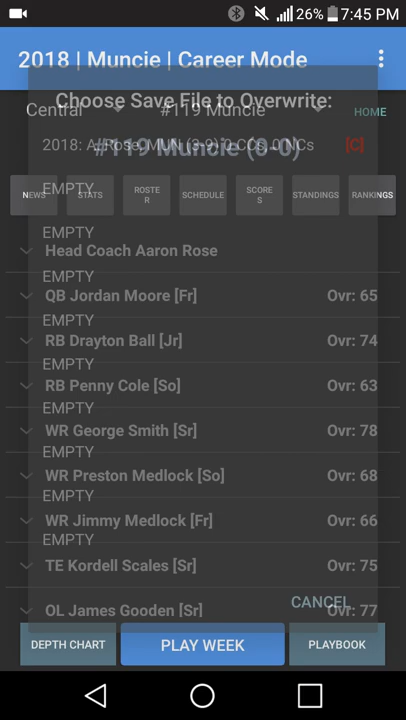 26% 7:45 PM
2018 | Muncie | Career Mode
Choose Save File to Overwrite:
Central #119 Muncie HOME
2018: A. Rose, MUN (3-9) 0 CCs, 0 NCs [C]
#119 Muncie (0-0)
EMPTY
NEWS STATS ROSTER SCHEDULE SCORES STANDINGS RANKINGS
EMPTY
Head Coach Aaron Rose
EMPTY
QB Jordan Moore [Fr] Ovr: 65
EMPTY
RB Drayton Ball [Jr] Ovr: 74
EMPTY
RB Penny Cole [So] Ovr: 63
EMPTY
WR George Smith [Sr] Ovr: 78
EMPTY
WR Preston Medlock [So] Ovr: 68
EMPTY
WR Jimmy Medlock [Fr] Ovr: 66
EMPTY
TE Kordell Scales [Sr] Ovr: 75
CANCEL
OL James Gooden [Sr] Ovr: 77
DEPTH CHART PLAY WEEK PLAYBOOK